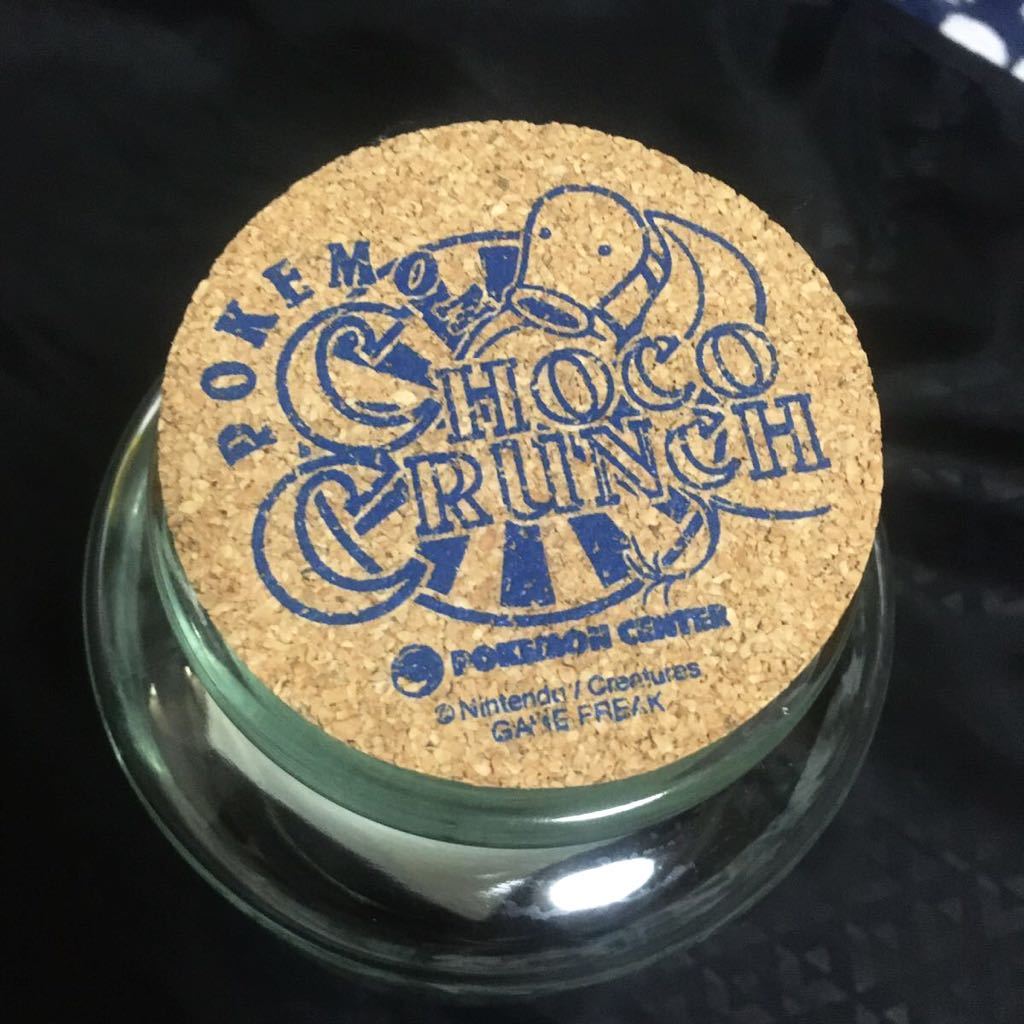 POKEMON
CHOCO
CRUNCH
POKEMON CENTER
© Nintendo / Creatures
GAME FREAK